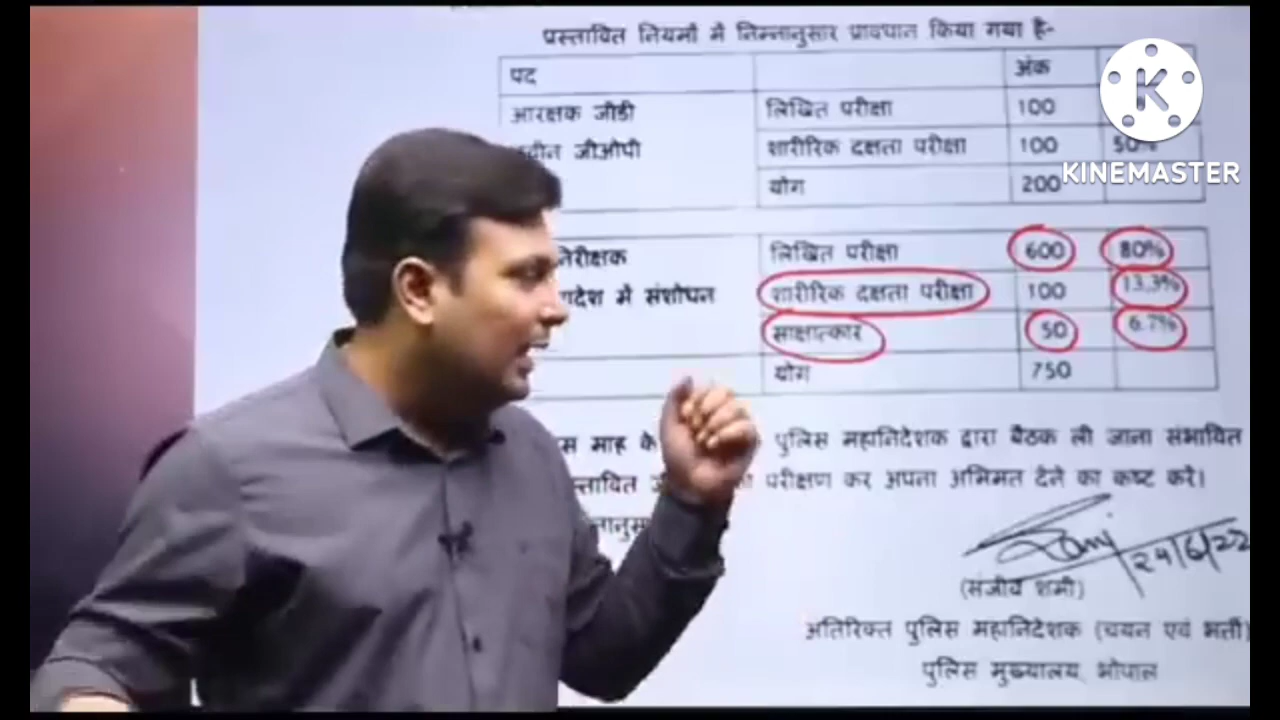 प्रस्तावित नियमों में निम्नानुसार प्रावधान किया गया है-
पद अंक
आरक्षक जीडी लिखित परीक्षा 100
जीओपी शारीरिक दक्षता परीक्षा 100 50%
योग 200
KINEMASTER
निरीक्षक लिखित परीक्षा 600 80%
में संशोधन शारीरिक दक्षता परीक्षा 100 13.3%
साक्षात्कार 50 6.7%
योग 750
माह के पुलिस महानिदेशक द्वारा बैठक ली जाना संभावित
परीक्षण कर अपना अभिमत देने का कष्ट करें।
24/6/22
(संजीव शमी)
अतिरिक्त पुलिस महानिदेशक (चयन एवं भर्ती)
पुलिस मुख्यालय, भोपाल